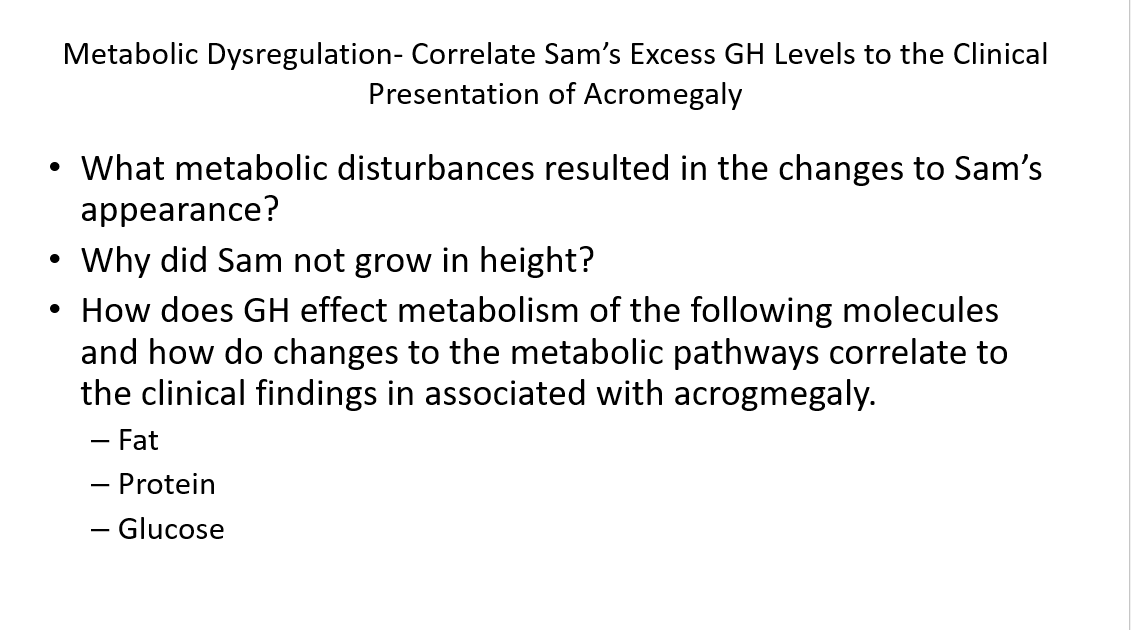 Metabolic Dysregulation- Correlate Sam’s Excess GH Levels to the Clinical
Presentation of Acromegaly
• What metabolic disturbances resulted in the changes to Sam’s
appearance?
• Why did Sam not grow in height?
• How does GH effect metabolism of the following molecules
and how do changes to the metabolic pathways correlate to
the clinical findings in associated with acrogmegaly.
– Fat
– Protein
– Glucose